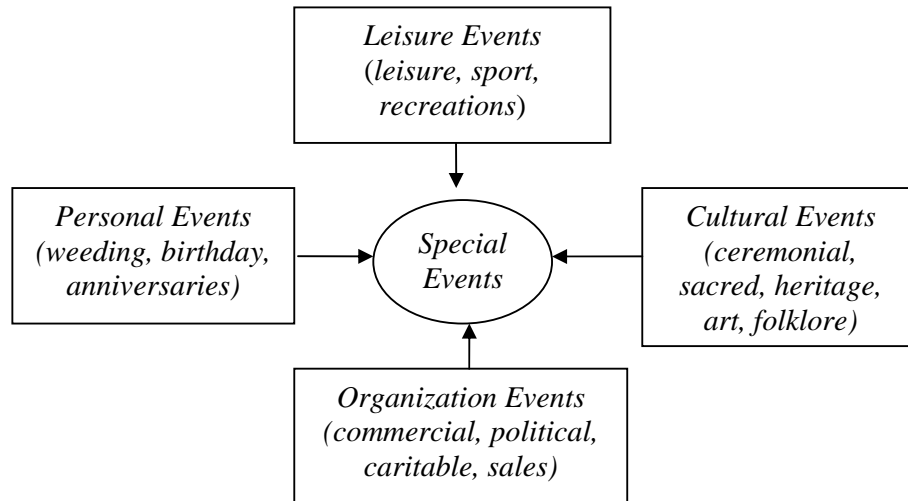 Leisure Events
(leisure, sport,
recreations)
Personal Events
(weeding, birthday,
anniversaries)
Special
Events
Cultural Events
(ceremonial,
sacred, heritage,
art, folklore)
Organization Events
(commercial, political,
caritable, sales)